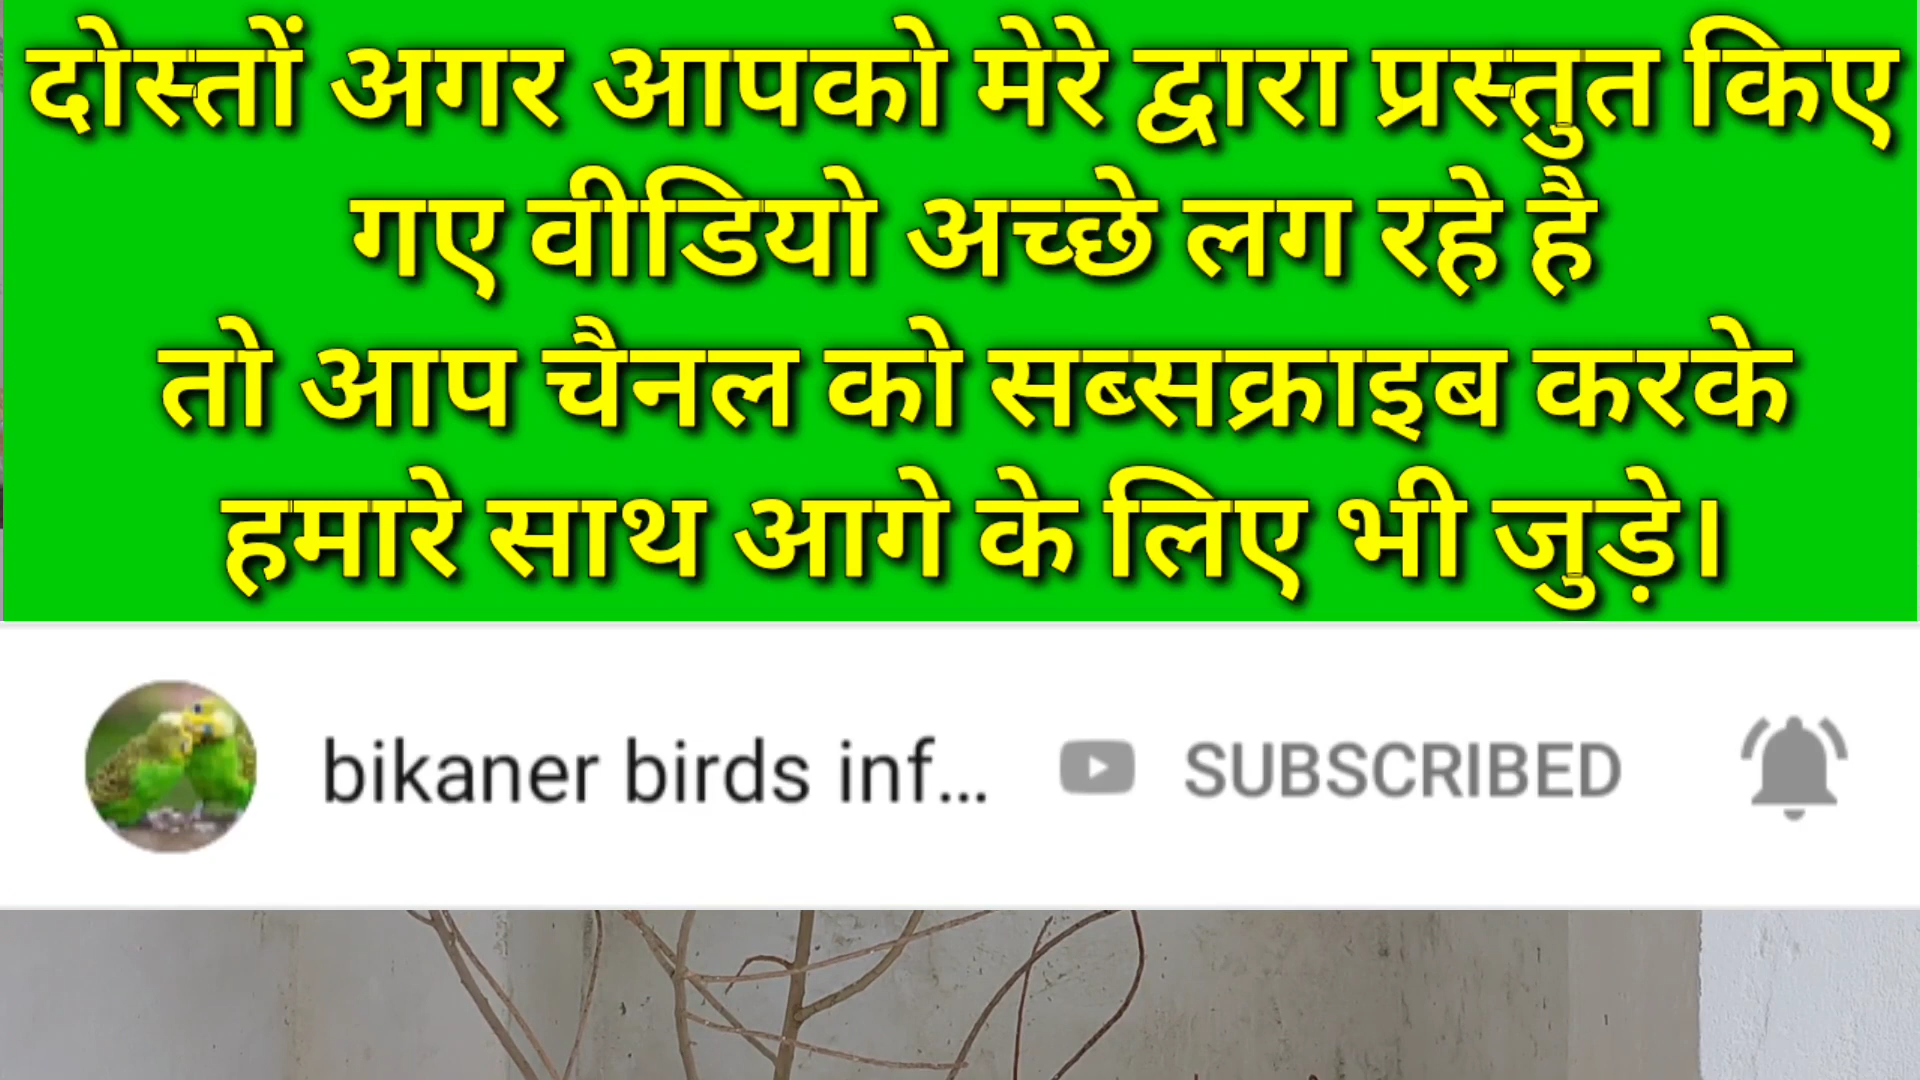 दोस्तों अगर आपको मेरे द्वारा प्रस्तुत किए
गए वीडियो अच्छे लग रहे है
तो आप चैनल को सब्सक्राइब करके
हमारे साथ आगे के लिए भी जुड़े।
bikaner birds inf... SUBSCRIBED